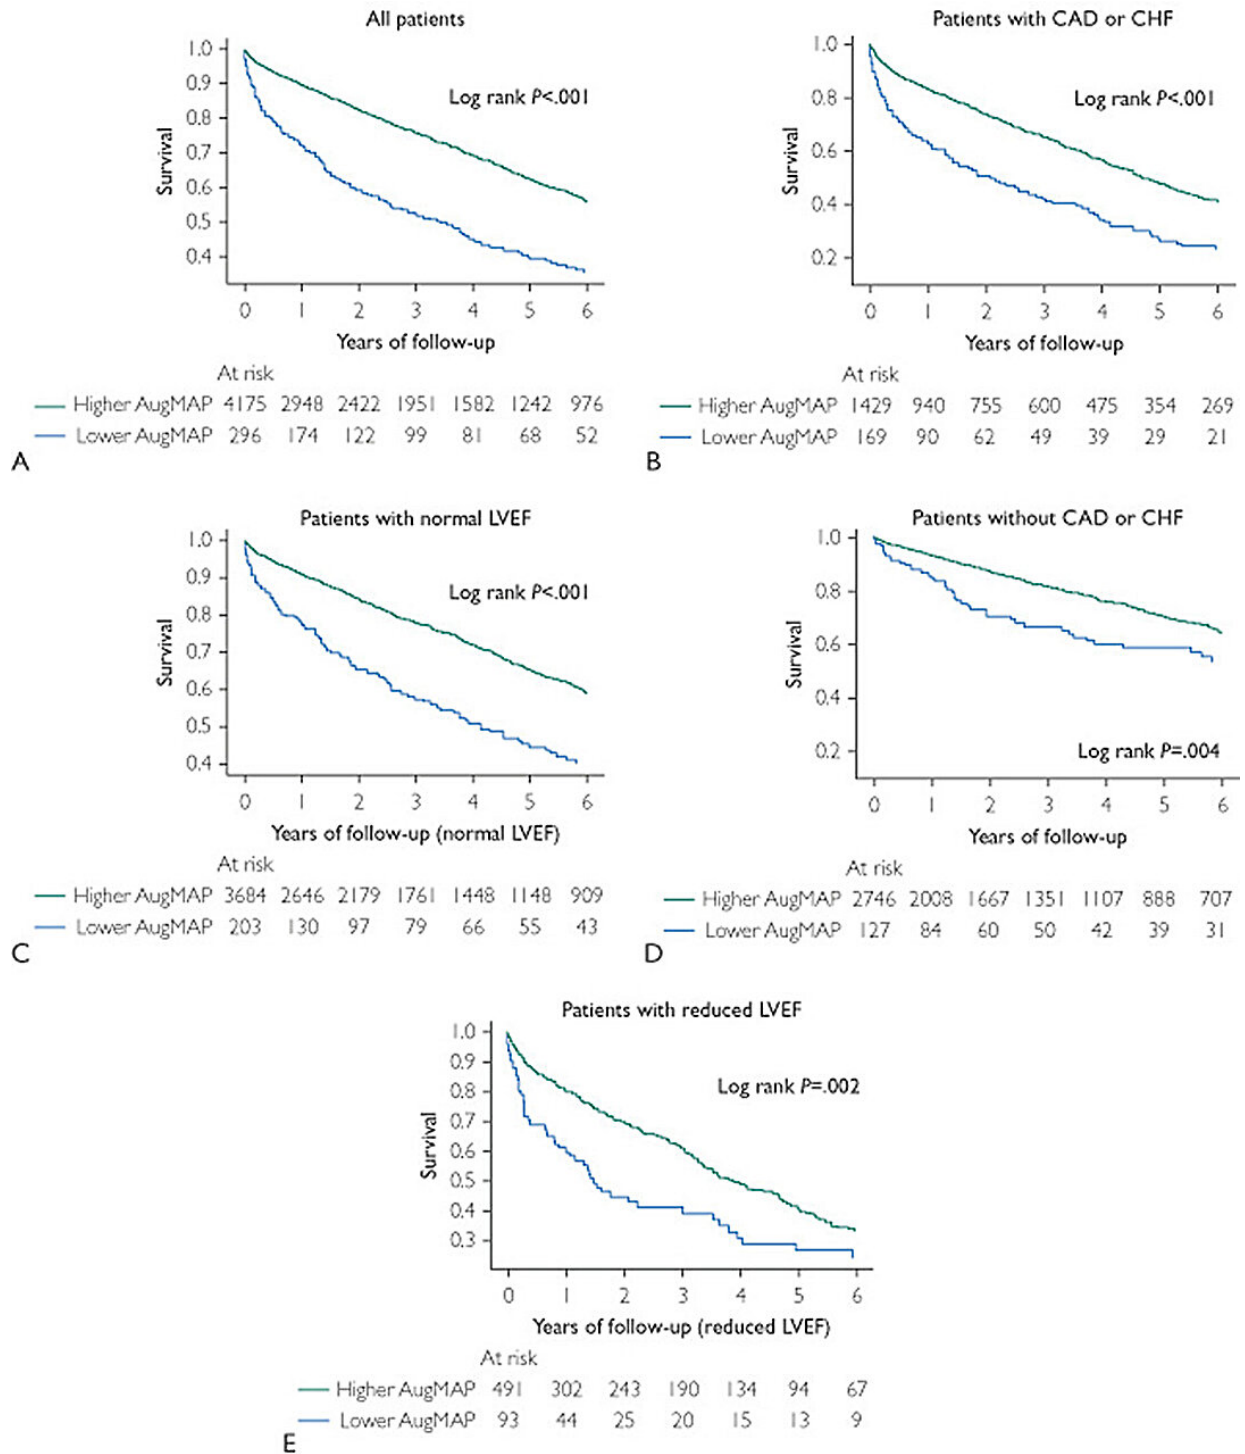 All patients
1.0
0.9
0.8
0.7
0.6
0.5
0.4
Survival
Log rank P<.001
0 1 2 3 4 5 6
Years of follow-up
At risk
Higher AugMAP 4175 2948 2422 1951 1582 1242 976
Lower AugMAP 296 174 122 99 81 68 52
A
Patients with CAD or CHF
1.0
0.8
0.6
0.4
0.2
Survival
Log rank P<.001
0 1 2 3 4 5 6
Years of follow-up
At risk
Higher AugMAP 1429 940 755 600 475 354 269
Lower AugMAP 169 90 62 49 39 29 21
B
Patients with normal LVEF
1.0
0.9
0.8
0.7
0.6
0.5
0.4
Survival
Log rank P<.001
0 1 2 3 4 5 6
Years of follow-up (normal LVEF)
At risk
Higher AugMAP 3684 2646 2179 1761 1448 1148 909
Lower AugMAP 203 130 97 79 66 55 43
C
Patients without CAD or CHF
1.0
0.8
0.6
0.4
0.2
Survival
Log rank P=.004
0 1 2 3 4 5 6
Years of follow-up
At risk
Higher AugMAP 2746 2008 1667 1351 1107 888 707
Lower AugMAP 127 84 60 50 42 39 31
D
Patients with reduced LVEF
1.0
0.9
0.8
0.7
0.6
0.5
0.4
0.3
Survival
Log rank P=.002
0 1 2 3 4 5 6
Years of follow-up (reduced LVEF)
At risk
Higher AugMAP 491 302 243 190 134 94 67
Lower AugMAP 93 44 25 20 15 13 9
E